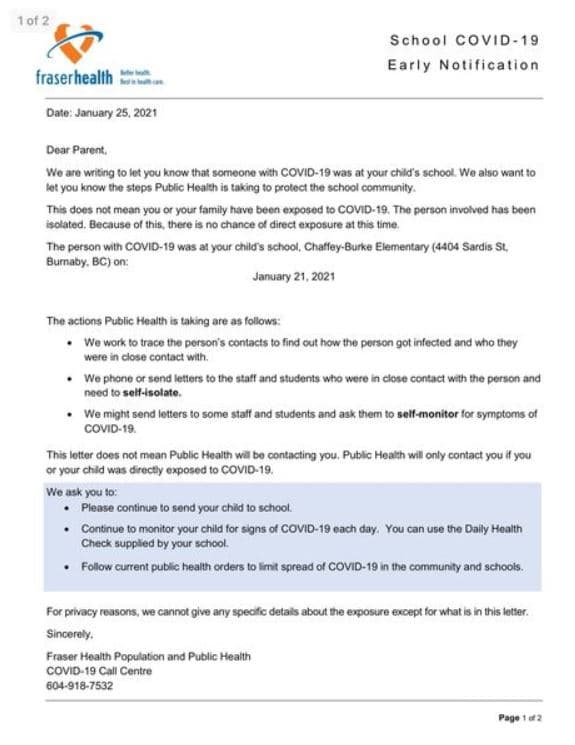 1 of 2
fraserhealth
Better health.
Best in health care.
School COVID-19
Early Notification
Date: January 25, 2021
Dear Parent,
We are writing to let you know that someone with COVID-19 was at your child's school. We also want to
let you know the steps Public Health is taking to protect the school community.
This does not mean you or your family have been exposed to COVID-19. The person involved has been
isolated. Because of this, there is no chance of direct exposure at this time.
The person with COVID-19 was at your child's school, Chaffey-Burke Elementary (4404 Sardis St,
Burnaby, BC) on:
January 21, 2021
The actions Public Health is taking are as follows:
• We work to trace the person's contacts to find out how the person got infected and who they
were in close contact with.
• We phone or send letters to the staff and students who were in close contact with the person and
need to self-isolate.
• We might send letters to some staff and students and ask them to self-monitor for symptoms of
COVID-19.
This letter does not mean Public Health will be contacting you. Public Health will only contact you if you
or your child was directly exposed to COVID-19.
We ask you to:
• Please continue to send your child to school.
• Continue to monitor your child for signs of COVID-19 each day. You can use the Daily Health
Check supplied by your school.
• Follow current public health orders to limit spread of COVID-19 in the community and schools.
For privacy reasons, we cannot give any specific details about the exposure except for what is in this letter.
Sincerely,
Fraser Health Population and Public Health
COVID-19 Call Centre
604-918-7532
Page 1 of 2